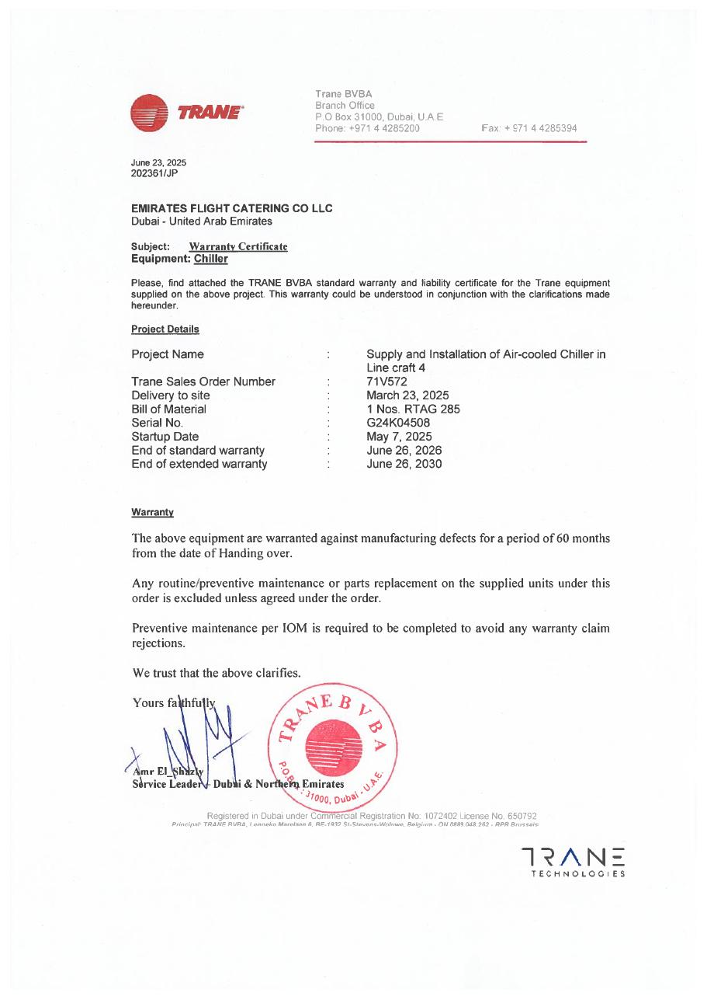 TRANE
Trane BVBA
Branch Office
P.O Box 31000, Dubai, U.A.E
Phone: +971 4 4285200 Fax: + 971 4 4285394
June 23, 2025
202361/JP
EMIRATES FLIGHT CATERING CO LLC
Dubai - United Arab Emirates
Subject: Warranty Certificate
Equipment: Chiller
Please, find attached the TRANE BVBA standard warranty and liability certificate for the Trane equipment
supplied on the above project. This warranty could be understood in conjunction with the clarifications made
hereunder.
Project Details
Project Name : Supply and Installation of Air-cooled Chiller in
Line craft 4
Trane Sales Order Number : 71V572
Delivery to site : March 23, 2025
Bill of Material : 1 Nos. RTAG 285
Serial No. : G24K04508
Startup Date : May 7, 2025
End of standard warranty : June 26, 2026
End of extended warranty : June 26, 2030
Warranty
The above equipment are warranted against manufacturing defects for a period of 60 months
from the date of Handing over.
Any routine/preventive maintenance or parts replacement on the supplied units under this
order is excluded unless agreed under the order.
Preventive maintenance per IOM is required to be completed to avoid any warranty claim
rejections.
We trust that the above clarifies.
Yours faithfully
TRANE BVBA
P.O.Box : 31000, Dubai - U.A.E.
Amr El_Shazly
Service Leader - Dubai & Northern Emirates
Registered in Dubai under Commercial Registration No: 1072402 License No. 650792
Principal: TRANE BVBA, Lenneke Marelaan 6, BE-1932 St-Stevens-Woluwe, Belgium - ON 0889.048.262 - RPR Brussels
TRANE
TECHNOLOGIES